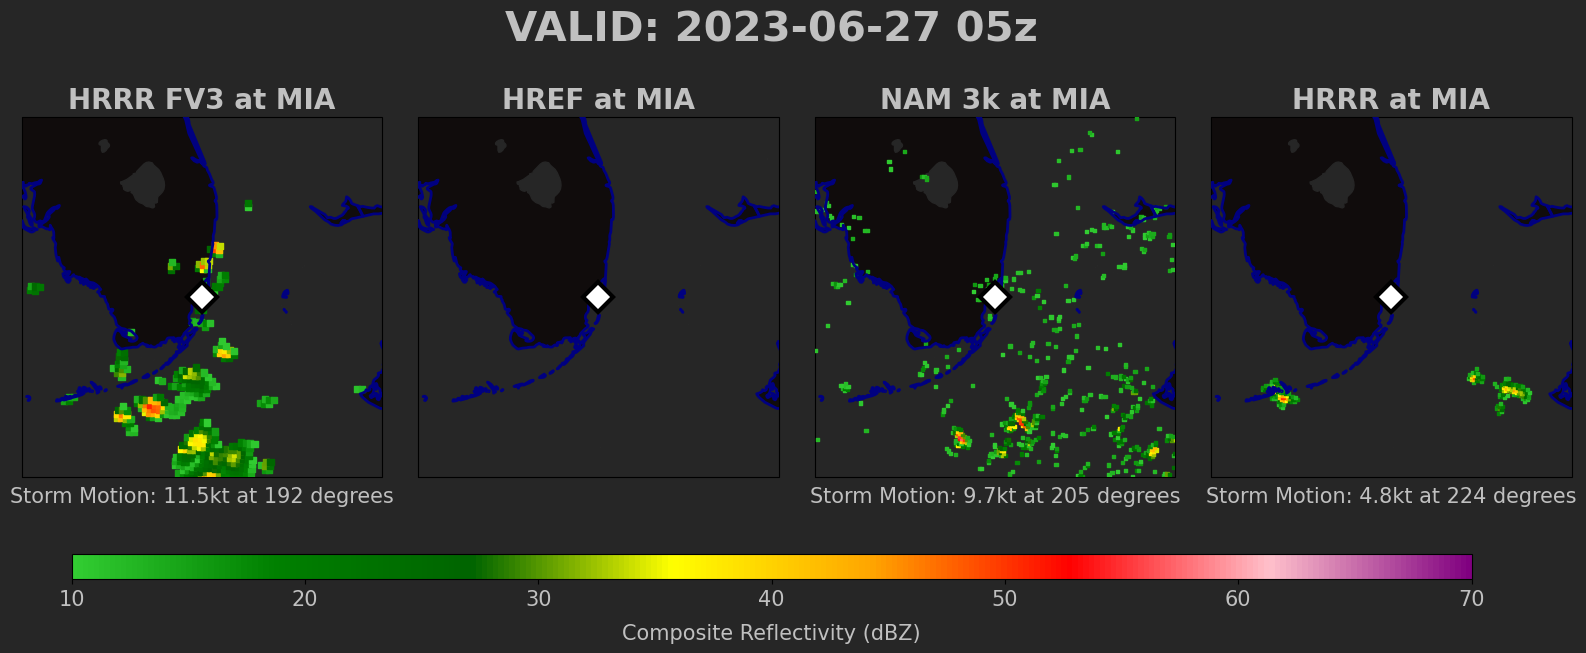 VALID: 2023-06-27 05z
HRRR FV3 at MIA
HREF at MIA
NAM 3k at MIA
HRRR at MIA
Storm Motion: 11.5kt at 192 degrees
Storm Motion: 9.7kt at 205 degrees
Storm Motion: 4.8kt at 224 degrees
10 20 30 40 50 60 70
Composite Reflectivity (dBZ)